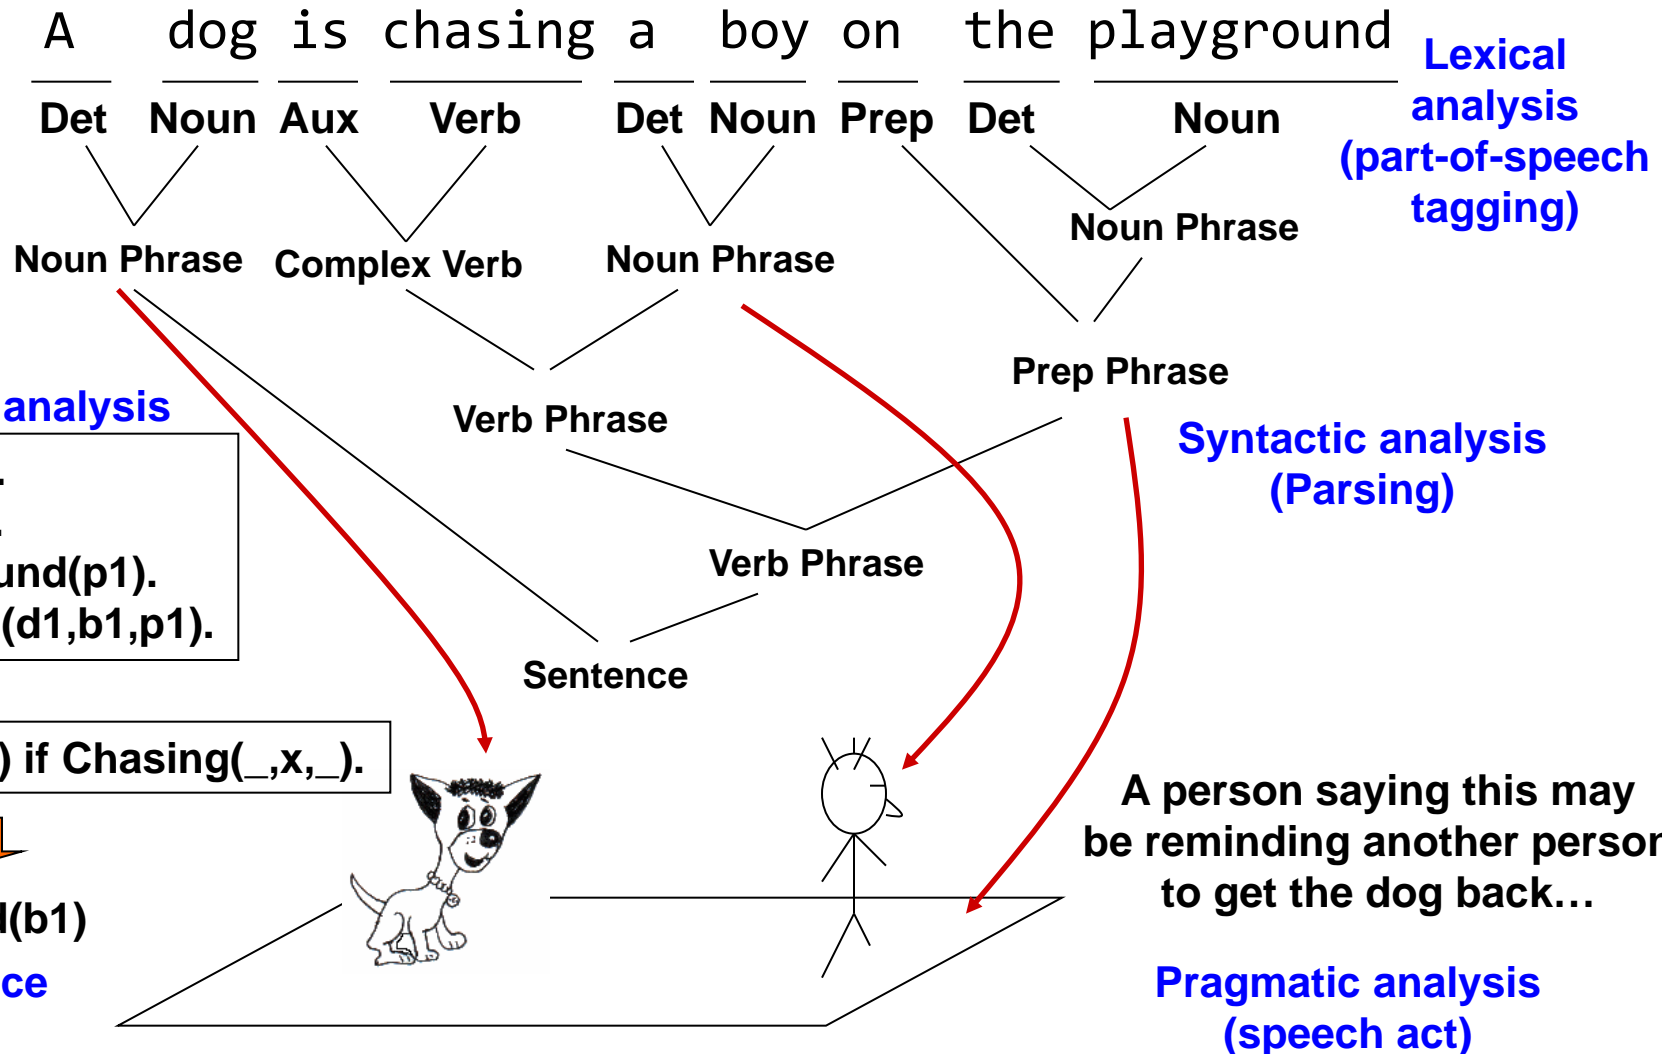 A dog is chasing a boy on the playground
Det Noun Aux Verb Det Noun Prep Det Noun
Lexical
analysis
(part-of-speech
tagging)
Noun Phrase
Noun Phrase Complex Verb Noun Phrase
Prep Phrase
analysis
Verb Phrase
Syntactic analysis
(Parsing)
.
.
und(p1).
(d1,b1,p1).
Verb Phrase
Sentence
) if Chasing(_,x,_).
A person saying this may
be reminding another person
to get the dog back…
d(b1)
ce
Pragmatic analysis
(speech act)